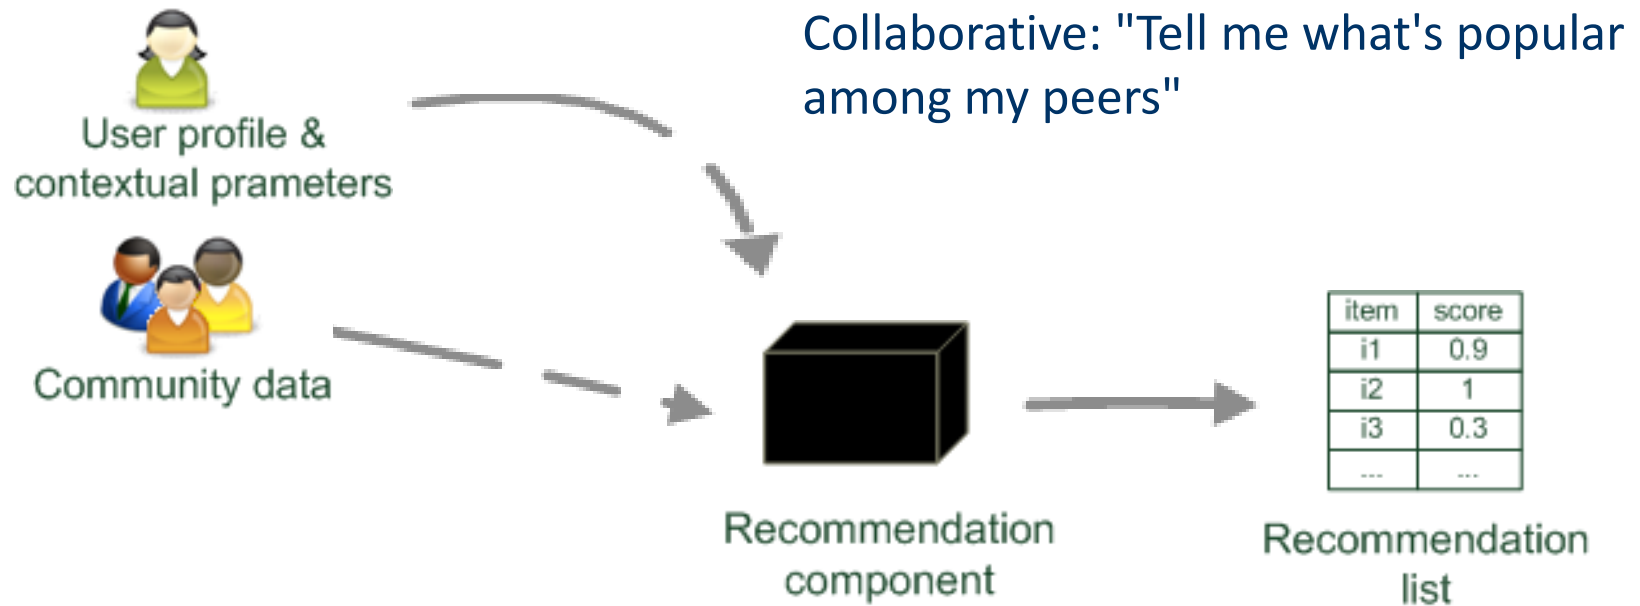 Collaborative: "Tell me what's popular
among my peers"
User profile &
contextual prameters
Community data
Recommendation
component
item score
i1 0.9
i2 1
i3 0.3
... ...
Recommendation
list